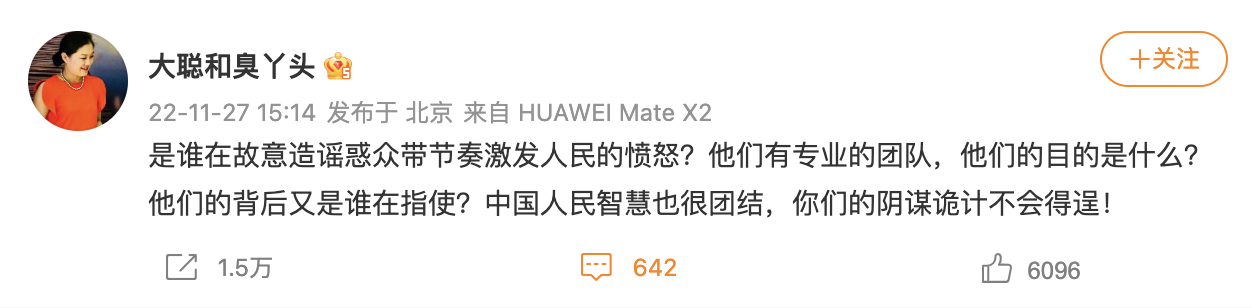 大聪和臭丫头
5
+关注
22-11-27 15:14 发布于 北京 来自 HUAWEI Mate X2
是谁在故意造谣惑众带节奏激发人民的愤怒？他们有专业的团队，他们的目的是什么？
他们的背后又是谁在指使？中国人民智慧也很团结，你们的阴谋诡计不会得逞！
1.5万
642
6096